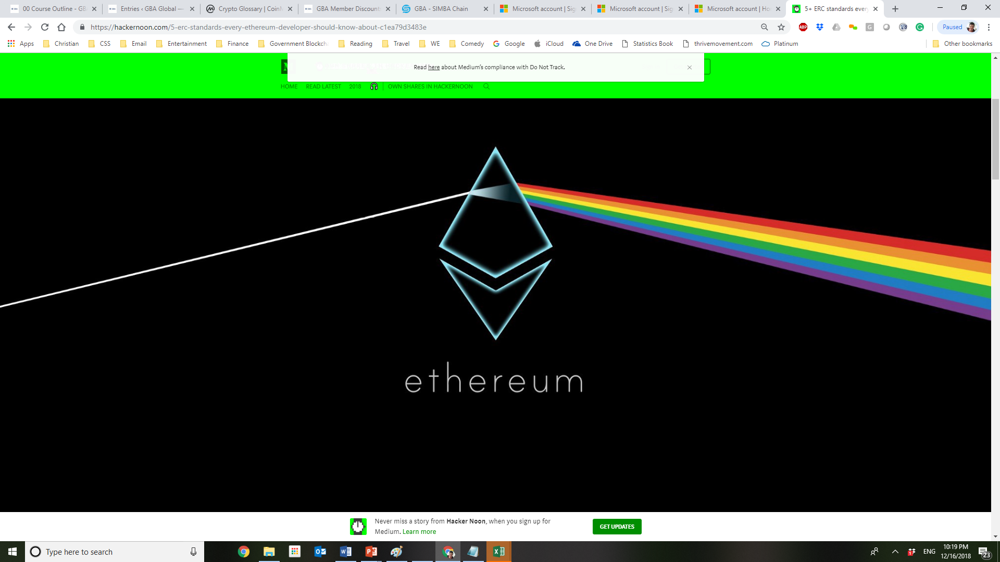 00 Course Outline - GB
Entries ‹ GBA Global —
Crypto Glossary | CoinM
GBA Member Discount
GBA - SIMBA Chain
Microsoft account | Sig
Microsoft account | Sig
Microsoft account | Ho
5+ ERC standards every
https://hackernoon.com/5-erc-standards-every-ethereum-developer-should-know-about-c1ea79d3483e
ABP
G
Paused
Apps
Christian
CSS
Email
Entertainment
Finance
Government Blockch
Reading
Travel
WE
Comedy
Google
iCloud
One Drive
Statistics Book
thrivemovement.com
Platinum
Other bookmarks
Read here about Medium’s compliance with Do Not Track.
HOME
READ LATEST
2018
OWN SHARES IN HACKERNOON
ethereum
Never miss a story from Hacker Noon, when you sign up for
Medium. Learn more
GET UPDATES
Type here to search
ENG
10:19 PM
12/16/2018
23